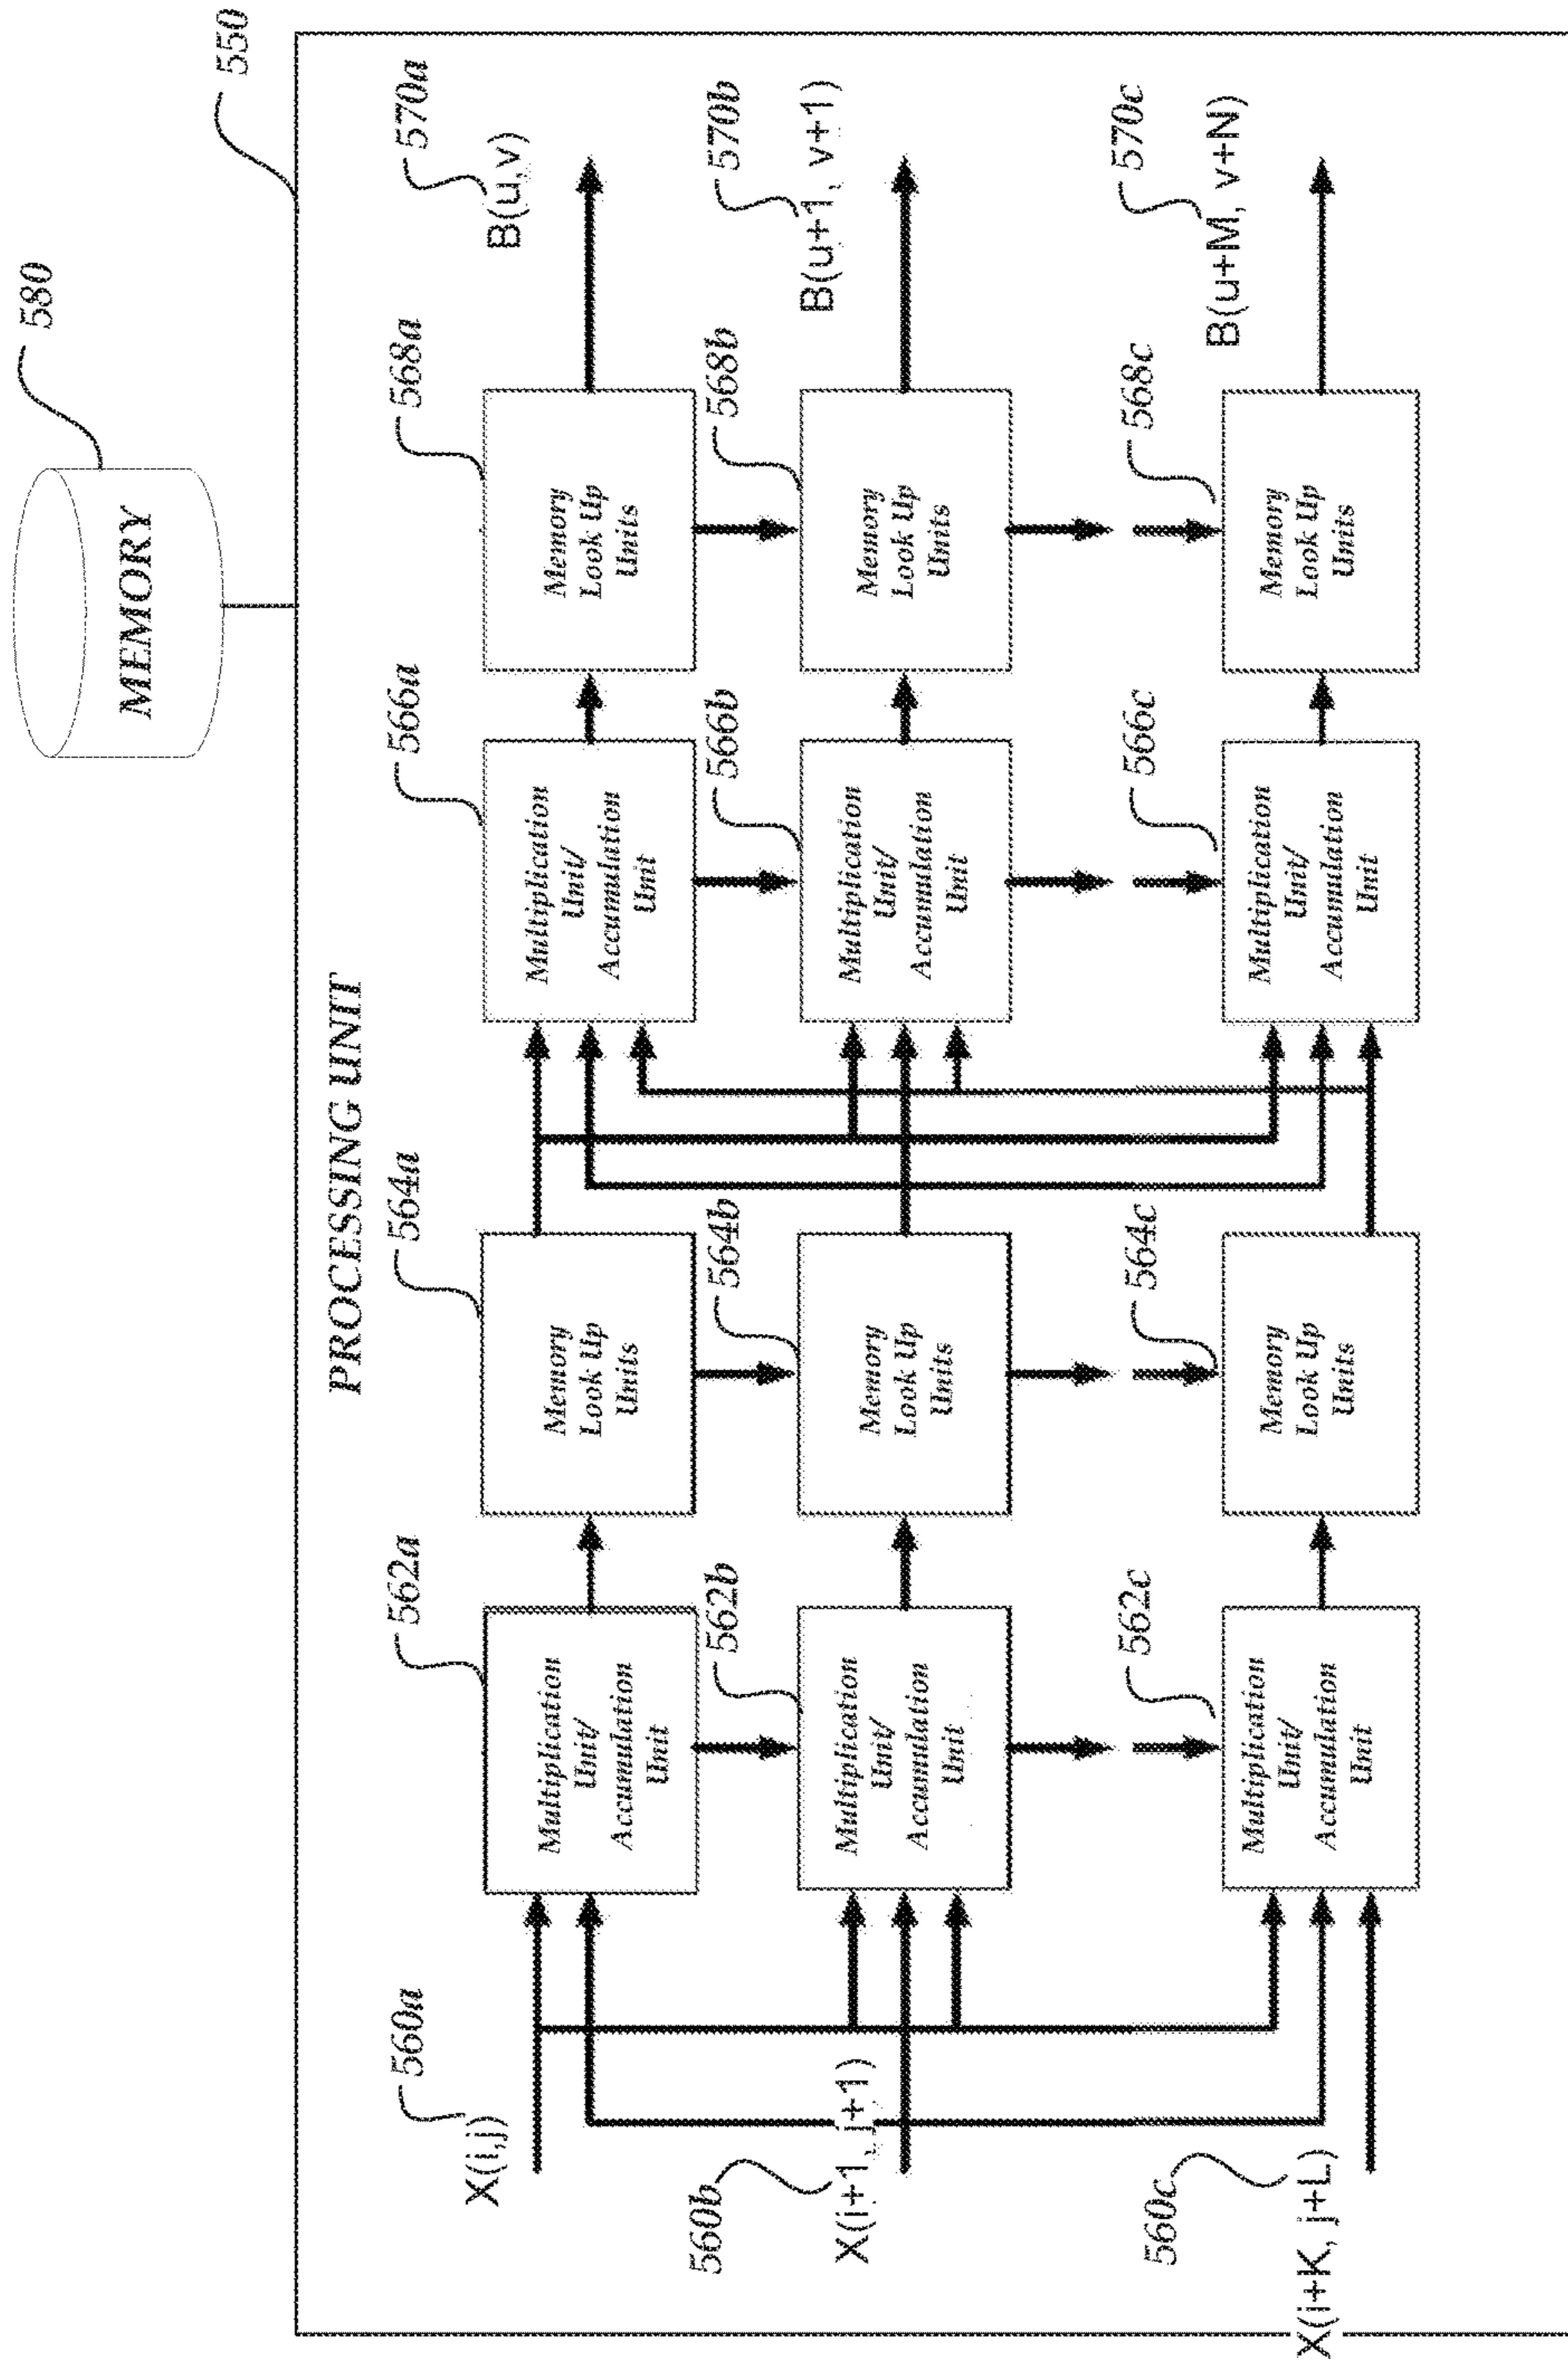 580
MEMORY
550
PROCESSING UNIT
560a
X(i,j)
562a
Multiplication
Unit/
Accumulation
Unit
564a
Memory
Look Up
Units
566a
Multiplication
Unit/
Accumulation
Unit
568a
Memory
Look Up
Units
570a
B(u,v)
560b
X(i+1, j+1)
562b
Multiplication
Unit/
Accumulation
Unit
564b
Memory
Look Up
Units
566b
Multiplication
Unit/
Accumulation
Unit
568b
Memory
Look Up
Units
570b
B(u+1, v+1)
560c
X(i+K, j+L)
562c
Multiplication
Unit/
Accumulation
Unit
564c
Memory
Look Up
Units
566c
Multiplication
Unit/
Accumulation
Unit
568c
Memory
Look Up
Units
570c
B(u+M, v+N)